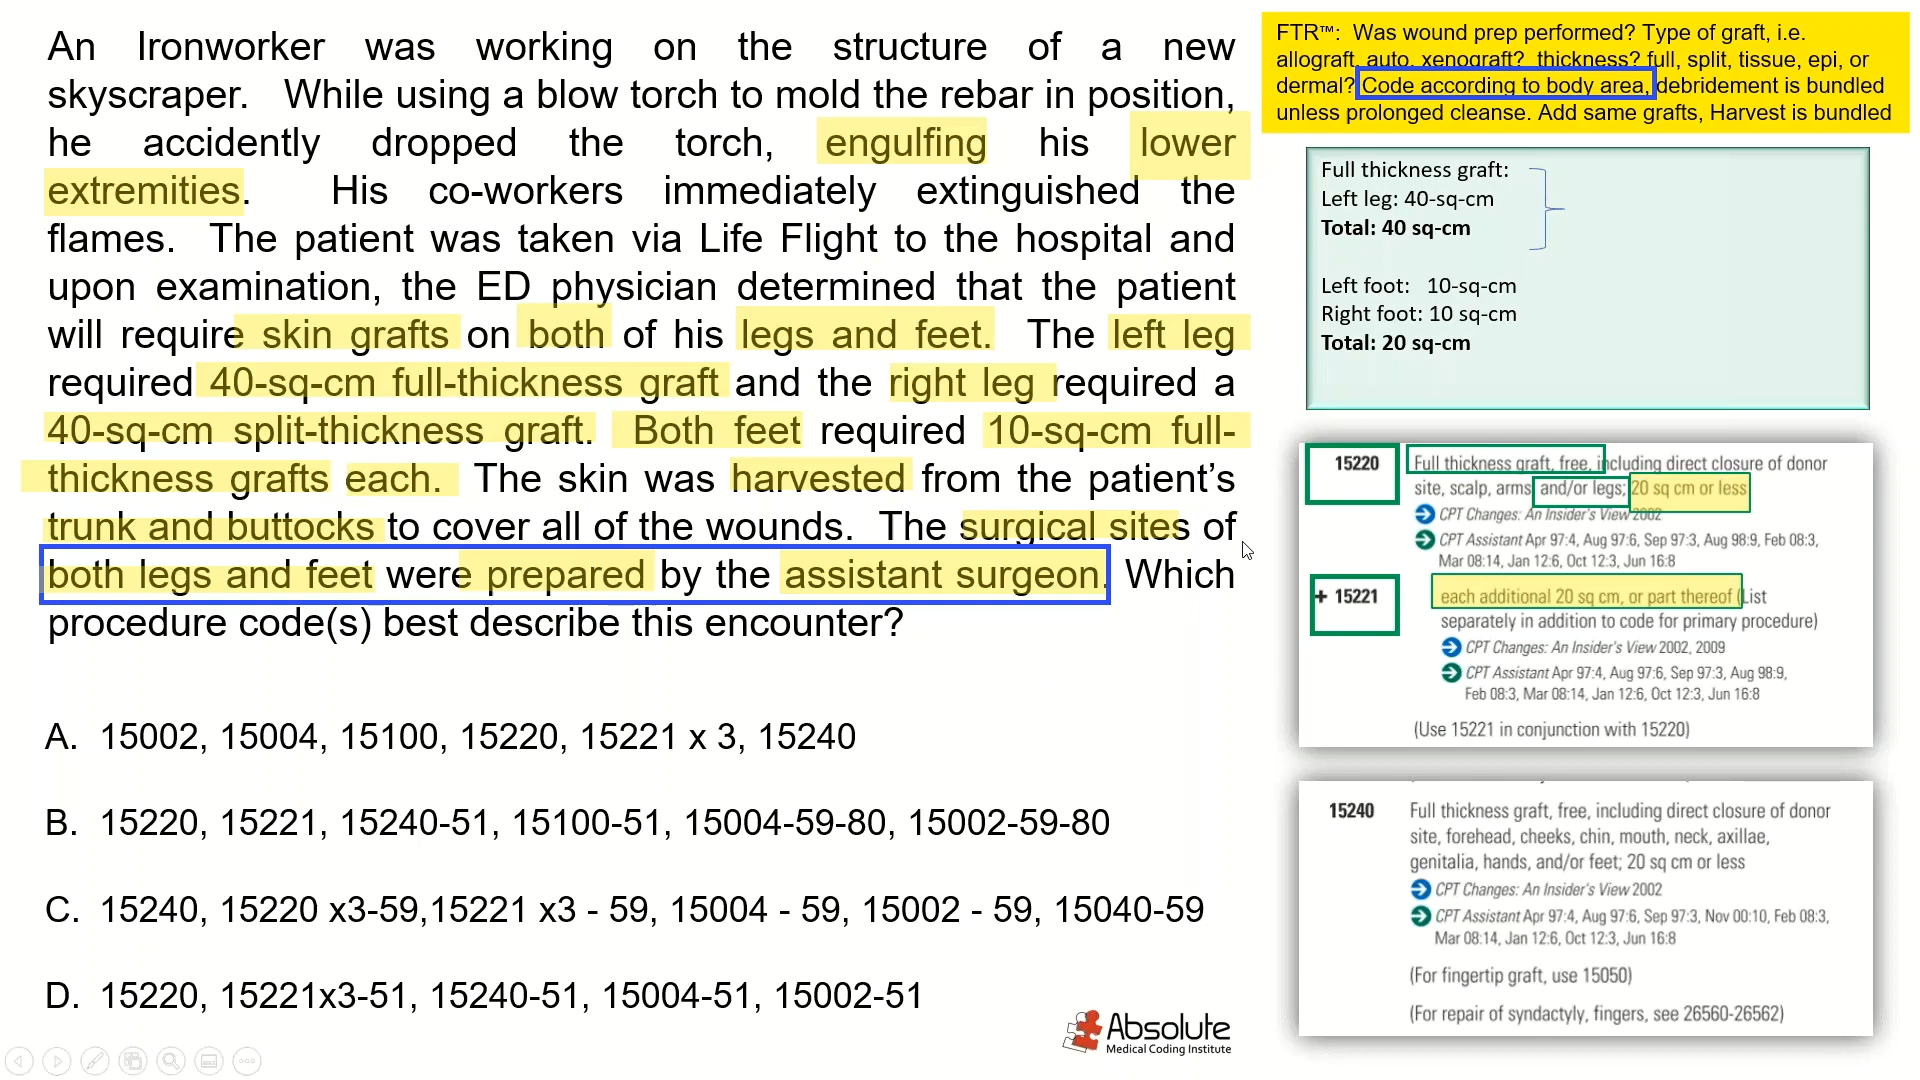 An Ironworker was working on the structure of a new
skyscraper. While using a blow torch to mold the rebar in position,
he accidently dropped the torch, engulfing his lower
extremities. His co-workers immediately extinguished the
flames. The patient was taken via Life Flight to the hospital and
upon examination, the ED physician determined that the patient
will require skin grafts on both of his legs and feet. The left leg
required 40-sq-cm full-thickness graft and the right leg required a
40-sq-cm split-thickness graft. Both feet required 10-sq-cm full-
thickness grafts each. The skin was harvested from the patient's
trunk and buttocks to cover all of the wounds. The surgical sites of
both legs and feet were prepared by the assistant surgeon. Which
procedure code(s) best describe this encounter?
A. 15002, 15004, 15100, 15220, 15221 x 3, 15240
B. 15220, 15221, 15240-51, 15100-51, 15004-59-80, 15002-59-80
C. 15240, 15220 x3-59,15221 x3 - 59, 15004 - 59, 15002 - 59, 15040-59
D. 15220, 15221x3-51, 15240-51, 15004-51, 15002-51
FTR™: Was wound prep performed? Type of graft, i.e.
allograft, auto, xenograft? thickness? full, split, tissue, epi, or
dermal? Code according to body area, debridement is bundled
unless prolonged cleanse. Add same grafts, Harvest is bundled
Full thickness graft:
Left leg: 40-sq-cm
Total: 40 sq-cm
Left foot: 10-sq-cm
Right foot: 10 sq-cm
Total: 20 sq-cm
15220 Full thickness graft, free, including direct closure of donor
site, scalp, arms, and/or legs; 20 sq cm or less
CPT Changes: An Insider's View 2002
CPT Assistant Apr 97:4, Aug 97:6, Sep 97:3, Aug 98:9, Feb 08:3,
Mar 08:14, Jan 12:6, Oct 12:3, Jun 16:8
+ 15221 each additional 20 sq cm, or part thereof (List
separately in addition to code for primary procedure)
CPT Changes: An Insider's View 2002, 2009
CPT Assistant Apr 97:4, Aug 97:6, Sep 97:3, Aug 98:9,
Feb 08:3, Mar 08:14, Jan 12:6, Oct 12:3, Jun 16:8
(Use 15221 in conjunction with 15220)
15240 Full thickness graft, free, including direct closure of donor
site, forehead, cheeks, chin, mouth, neck, axillae,
genitalia, hands, and/or feet; 20 sq cm or less
CPT Changes: An Insider's View 2002
CPT Assistant Apr 97:4, Aug 97:6, Sep 97:3, Nov 00:10, Feb 08:3,
Mar 08:14, Jan 12:6, Oct 12:3, Jun 16:8
(For fingertip graft, use 15050)
(For repair of syndactyly, fingers, see 26560-26562)
Absolute
Medical Coding Institute